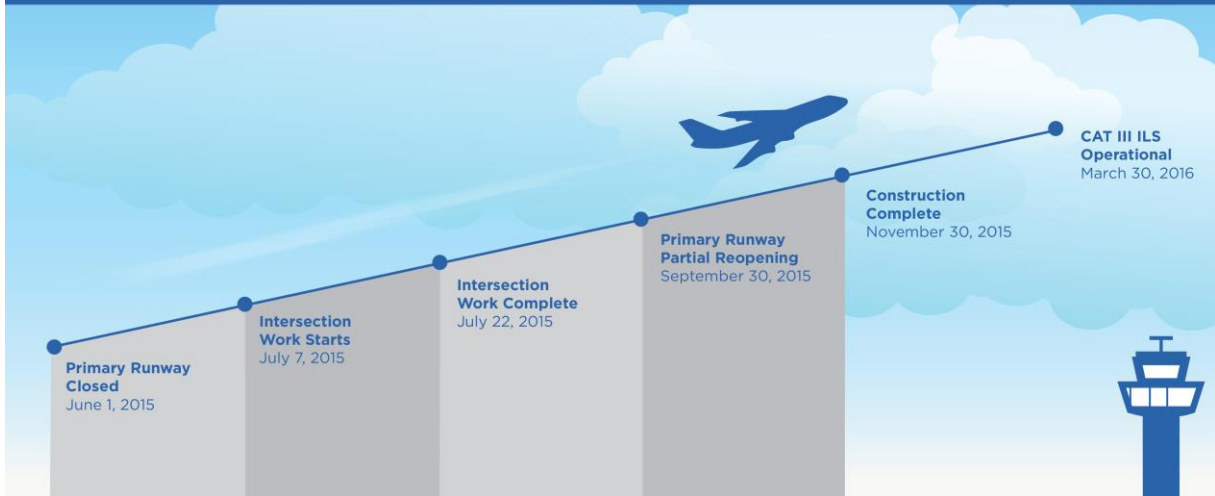 Primary Runway
Closed
June 1, 2015
Intersection
Work Starts
July 7, 2015
Intersection
Work Complete
July 22, 2015
Primary Runway
Partial Reopening
September 30, 2015
Construction
Complete
November 30, 2015
CAT III ILS
Operational
March 30, 2016